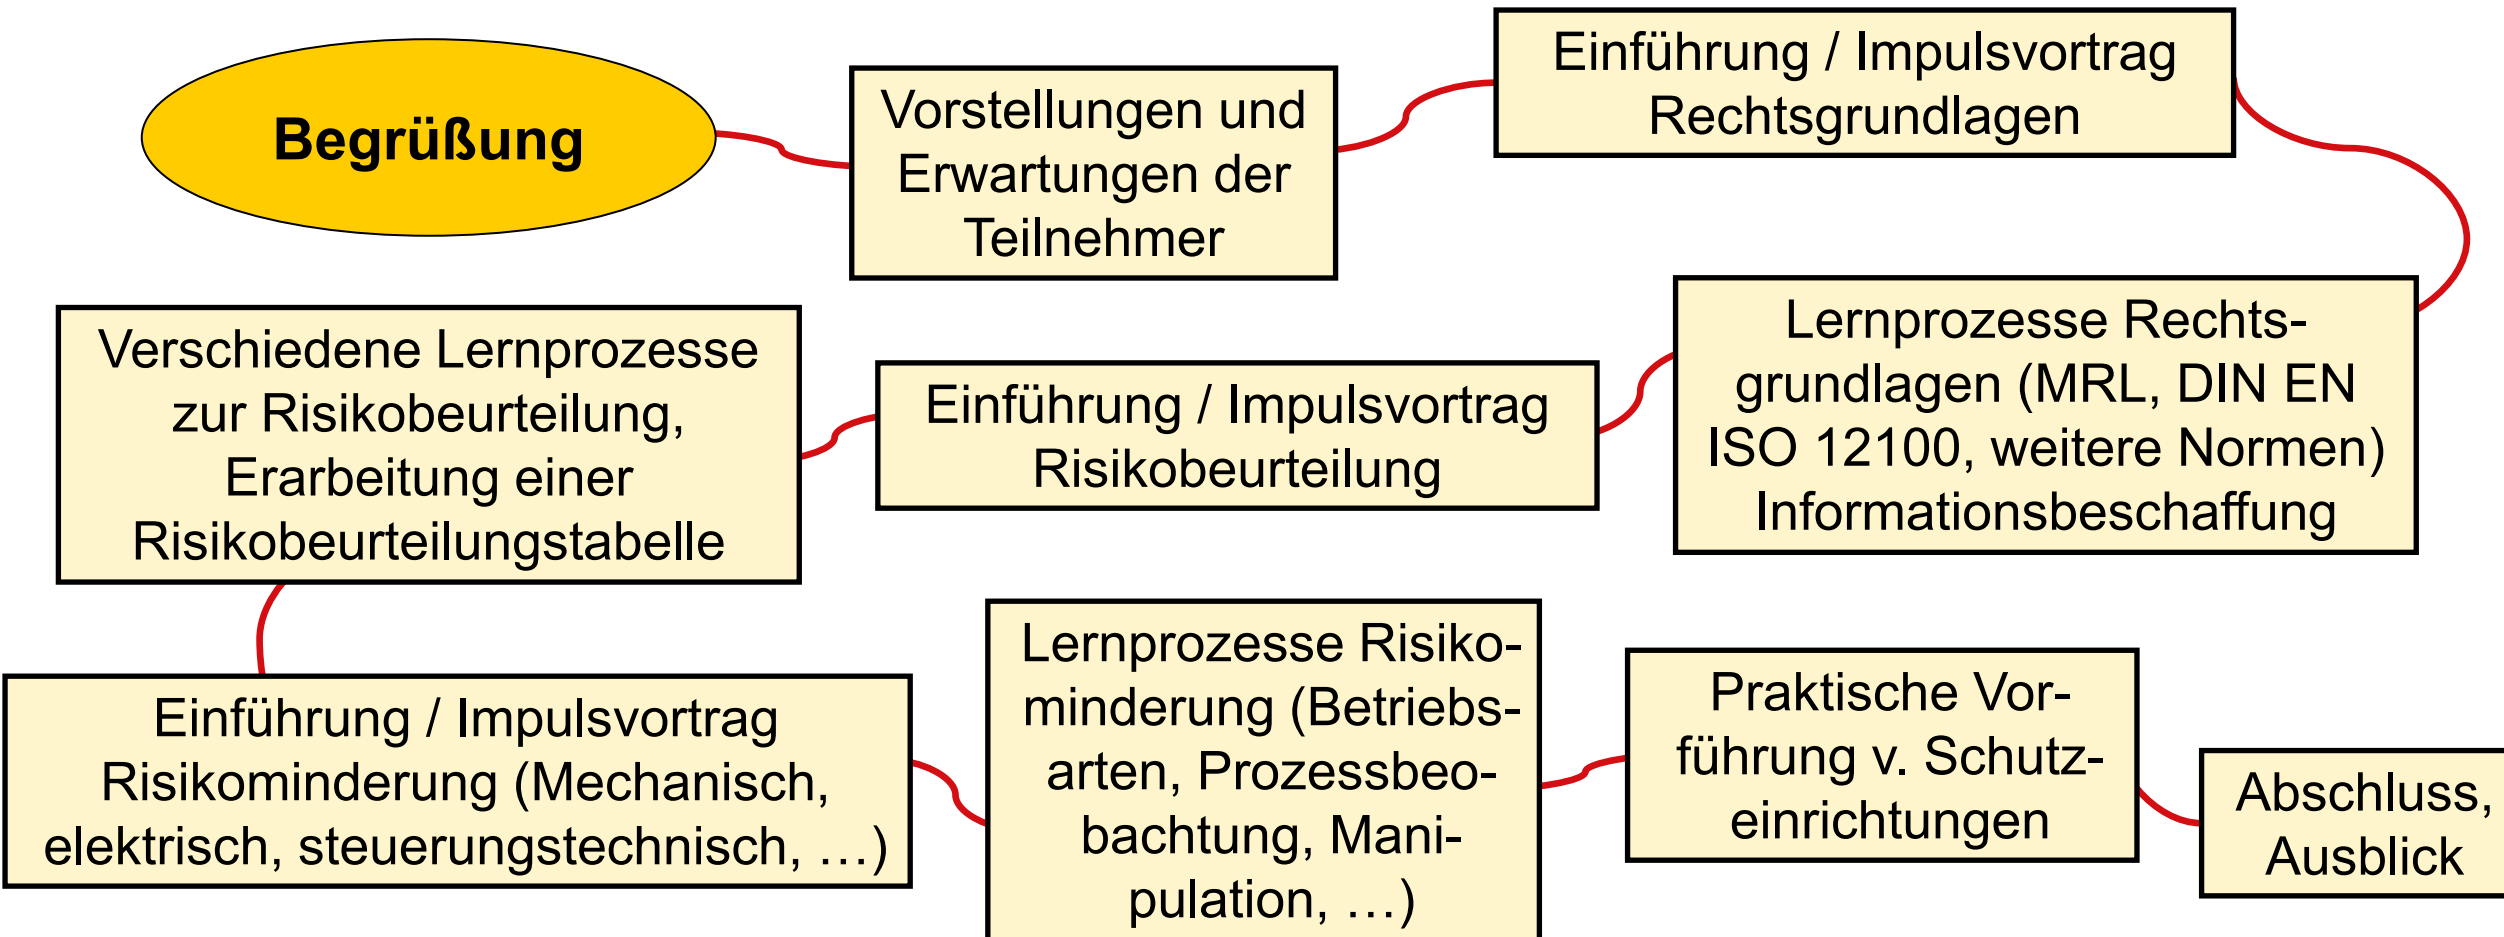 Begrüßung
Vorstellungen und
Erwartungen der
Teilnehmer
Einführung / Impulsvortrag
Rechtsgrundlagen
Lernprozesse Rechts-
grundlagen (MRL, DIN EN
ISO 12100, weitere Normen)
Informationsbeschaffung
Einführung / Impulsvortrag
Risikobeurteilung
Verschiedene Lernprozesse
zur Risikobeurteilung,
Erarbeitung einer
Risikobeurteilungstabelle
Einführung / Impulsvortrag
Risikominderung (Mechanisch,
elektrisch, steuerungstechnisch, …)
Lernprozesse Risiko-
minderung (Betriebs-
arten, Prozessbeo-
bachtung, Mani-
pulation, …)
Praktische Vor-
führung v. Schutz-
einrichtungen
Abschluss,
Ausblick